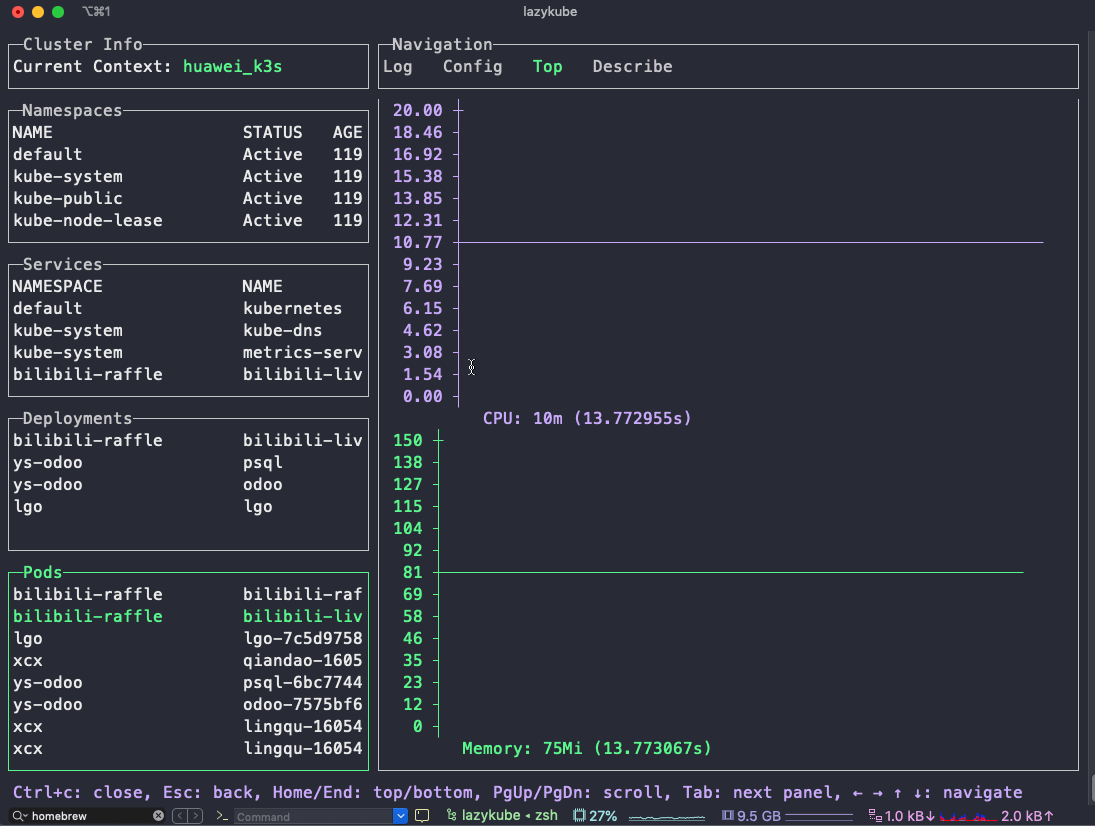 ⌥⌘1 lazykube
Cluster Info
Current Context: huawei_k3s
Namespaces
NAME STATUS AGE
default Active 119
kube-system Active 119
kube-public Active 119
kube-node-lease Active 119
Services
NAMESPACE NAME
default kubernetes
kube-system kube-dns
kube-system metrics-serv
bilibili-raffle bilibili-liv
Deployments
bilibili-raffle bilibili-liv
ys-odoo psql
ys-odoo odoo
lgo lgo
Pods
bilibili-raffle bilibili-raf
bilibili-raffle bilibili-liv
lgo lgo-7c5d9758
xcx qiandao-1605
ys-odoo psql-6bc7744
ys-odoo odoo-7575bf6
xcx lingqu-16054
xcx lingqu-16054
Navigation
Log Config Top Describe
20.00
18.46
16.92
15.38
13.85
12.31
10.77
9.23
7.69
6.15
4.62
3.08
1.54
0.00
CPU: 10m (13.772955s)
150
138
127
115
104
92
81
69
58
46
35
23
12
0
Memory: 75Mi (13.773067s)
Ctrl+c: close, Esc: back, Home/End: top/bottom, PgUp/PgDn: scroll, Tab: next panel, ← → ↑ ↓: navigate
homebrew >_ Command lazykube • zsh 27% 9.5 GB 1.0 kB↓ 2.0 kB↑